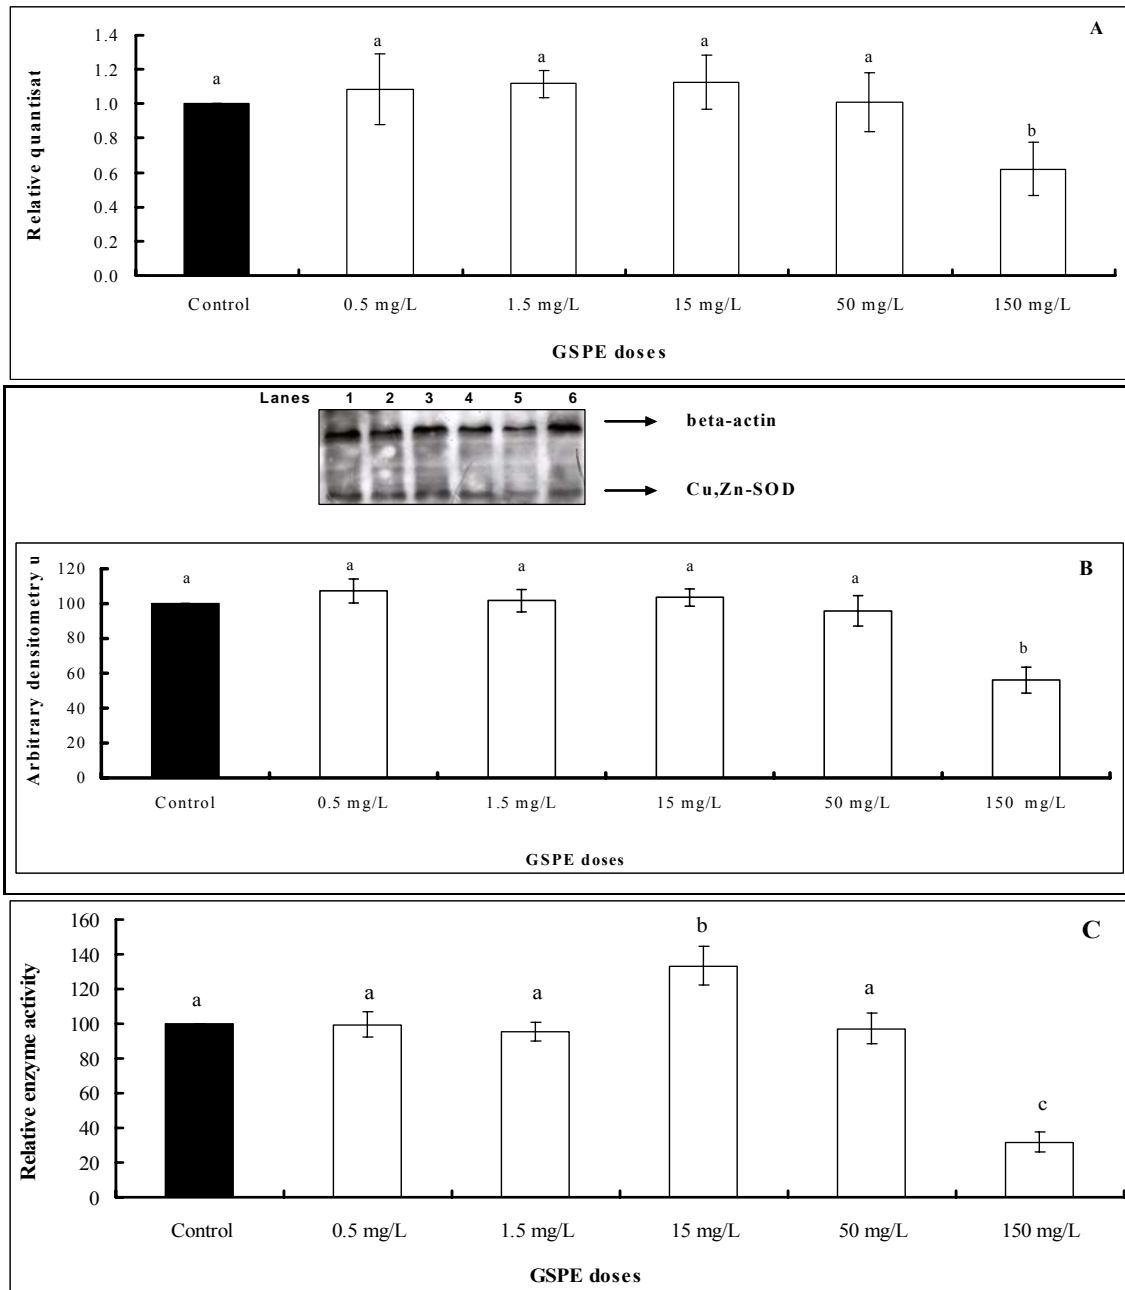 A
Relative quantisat
1.4
1.2
1.0
0.8
0.6
0.4
0.2
0.0
a
a
a
a
a
b
Control 0.5 mg/L 1.5 mg/L 15 mg/L 50 mg/L 150 mg/L
GSPE doses
Lanes 1 2 3 4 5 6
beta-actin
Cu,Zn-SOD
B
Arbitrary densitometry u
120
100
80
60
40
20
0
a
a
a
a
a
b
Control 0.5 mg/L 1.5 mg/L 15 mg/L 50 mg/L 150 mg/L
GSPE doses
C
Relative enzyme activity
160
140
120
100
80
60
40
20
0
a
a
a
b
a
c
Control 0.5 mg/L 1.5 mg/L 15 mg/L 50 mg/L 150 mg/L
GSPE doses